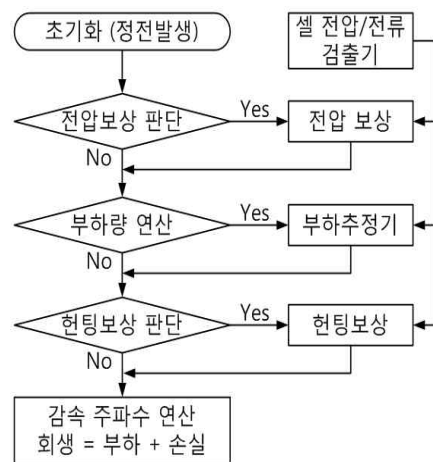 초기화 (정전발생)
셀 전압/전류
검출기
전압보상 판단
Yes
전압 보상
No
부하량 연산
Yes
부하추정기
No
헌팅보상 판단
Yes
헌팅보상
No
감속 주파수 연산
회생 = 부하 + 손실